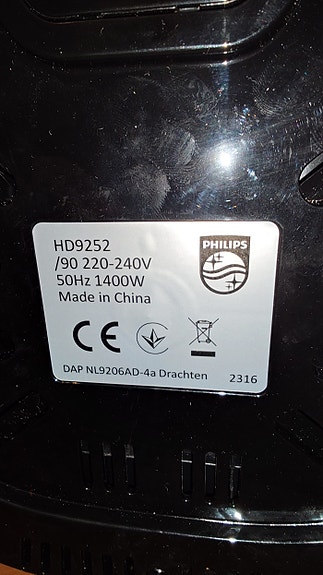 HD9252
PHILIPS
/90 220-240V
50Hz 1400W
Made in China
CE
DAP NL9206AD-4a Drachten 2316